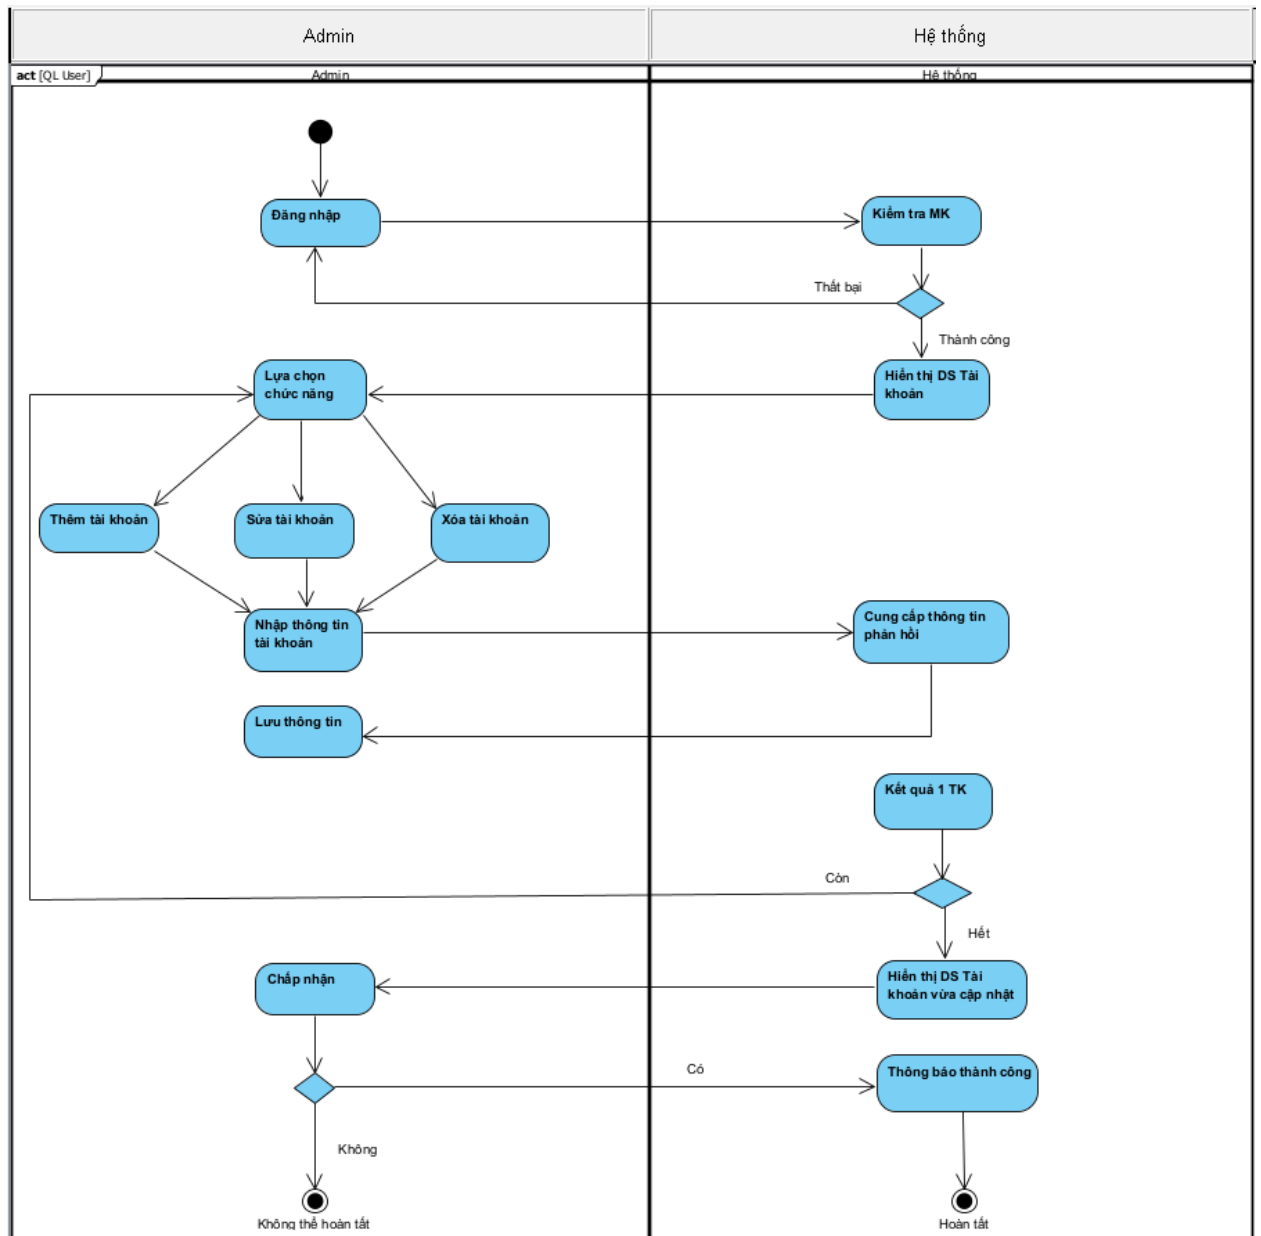 Admin
Hệ thống
act [QL User]
Admin
Hệ thống
Đăng nhập
Kiểm tra MK
Thất bại
Thành công
Lựa chọn
chức năng
Hiển thị DS Tài
khoản
Thêm tài khoản
Sửa tài khoản
Xóa tài khoản
Nhập thông tin
tài khoản
Cung cấp thông tin
phản hồi
Lưu thông tin
Kết quả 1 TK
Còn
Hết
Chấp nhận
Hiển thị DS Tài
khoản vừa cập nhật
Có
Thông báo thành công
Không
Không thể hoàn tất
Hoàn tất